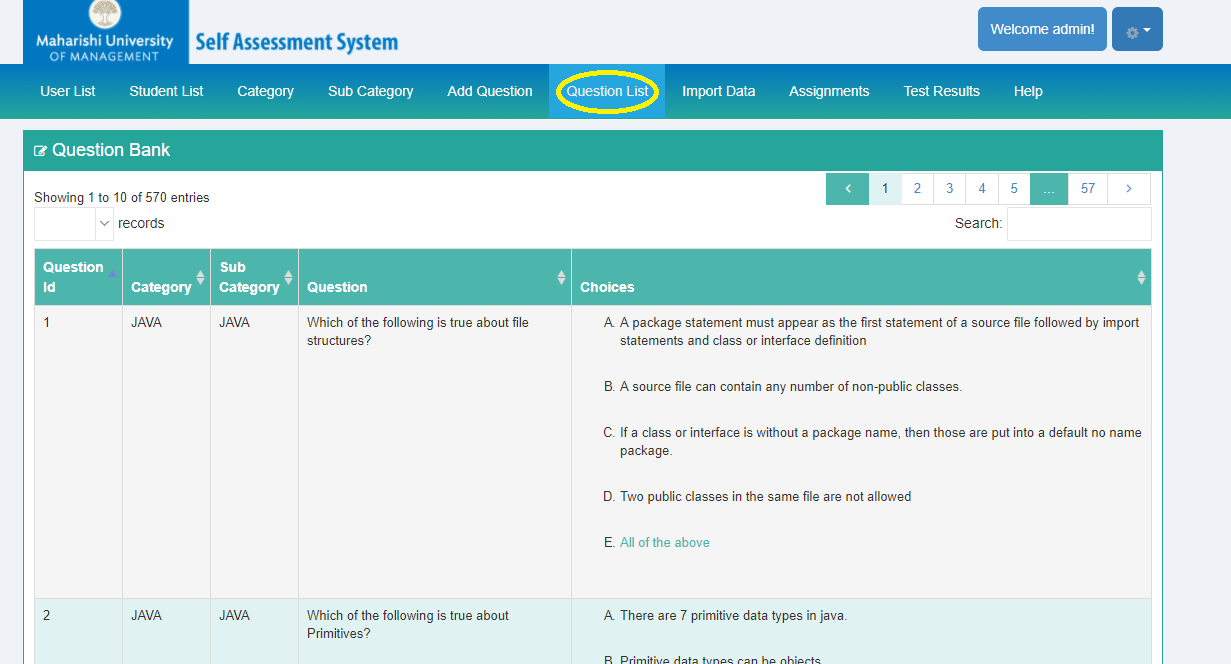 Maharishi University
OF MANAGEMENT
Self Assessment System
Welcome admin!
User List
Student List
Category
Sub Category
Add Question
Question List
Import Data
Assignments
Test Results
Help
Question Bank
Showing 1 to 10 of 570 entries
1 2 3 4 5 ... 57
records
Search:
Question
Id
Category
Sub
Category
Question
Choices
1
JAVA
JAVA
Which of the following is true about file
structures?
A. A package statement must appear as the first statement of a source file followed by import
statements and class or interface definition
B. A source file can contain any number of non-public classes.
C. If a class or interface is without a package name, then those are put into a default no name
package.
D. Two public classes in the same file are not allowed
E. All of the above
2
JAVA
JAVA
Which of the following is true about
Primitives?
A. There are 7 primitive data types in java.
B. Primitive data types can be objects